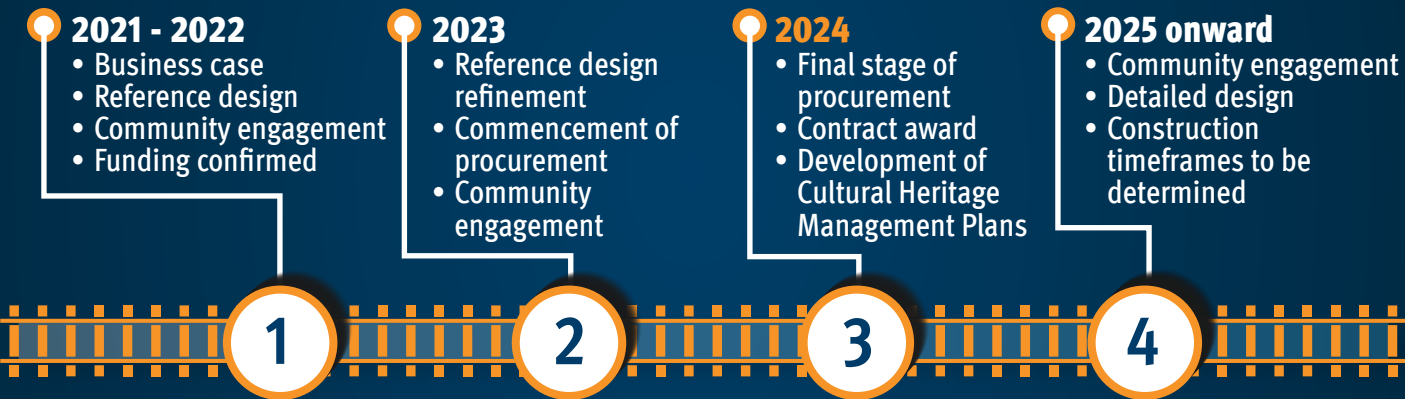 2021 - 2022
• Business case
• Reference design
• Community engagement
• Funding confirmed
2023
• Reference design
refinement
• Commencement of
procurement
• Community
engagement
2024
• Final stage of
procurement
• Contract award
• Development of
Cultural Heritage
Management Plans
2025 onward
• Community engagement
• Detailed design
• Construction
timeframes to be
determined
1
2
3
4